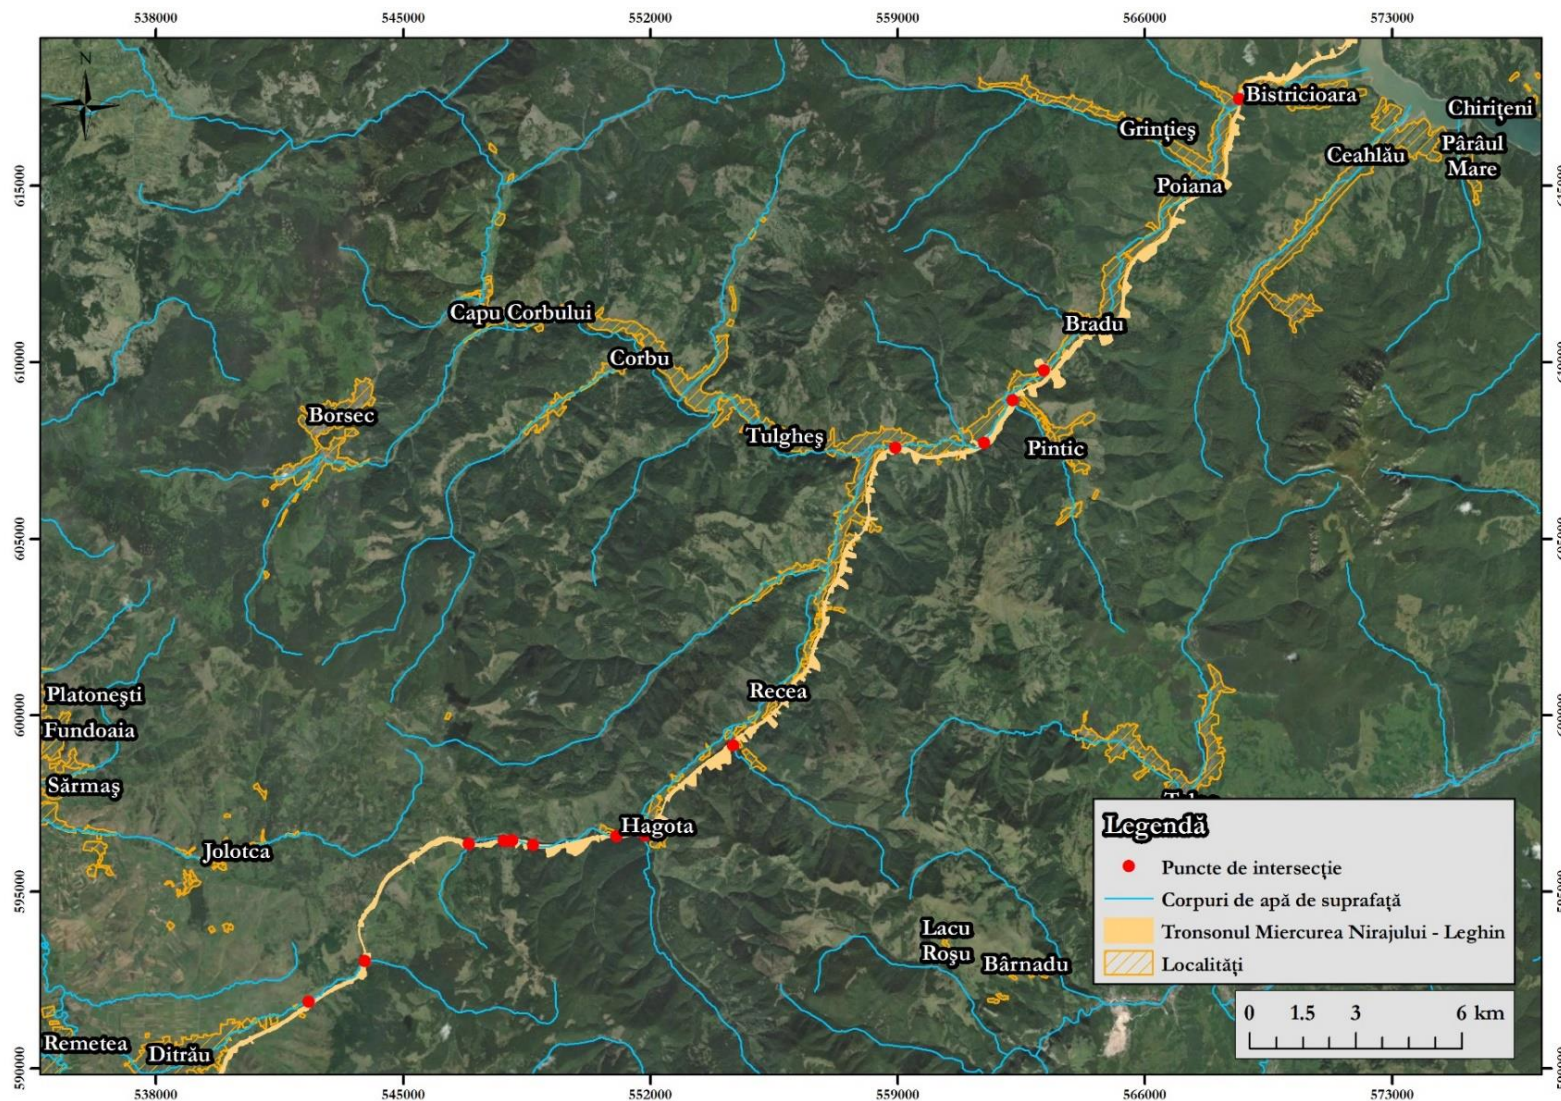 538000 545000 552000 559000 566000 573000
N
Bistricioara
Chiriţeni
Grinţieş
Pârâul
Mare
Ceahlău
Poiana
615000
Capu Corbului
Bradu
Corbu
610000
Borsec
Tulgheş
Pintic
605000
Recea
Platoneşti
600000
Fundoaia
Sărmaş
Hagota
Jolotca
Legendă
Puncte de intersecţie
Corpuri de apă de suprafaţă
Tronsonul Miercurea Nirajului - Leghin
Localităţi
595000
Lacu
Roşu
Bârnadu
0 1.5 3 6 km
Remetea
Ditrău
590000
538000 545000 552000 559000 566000 573000